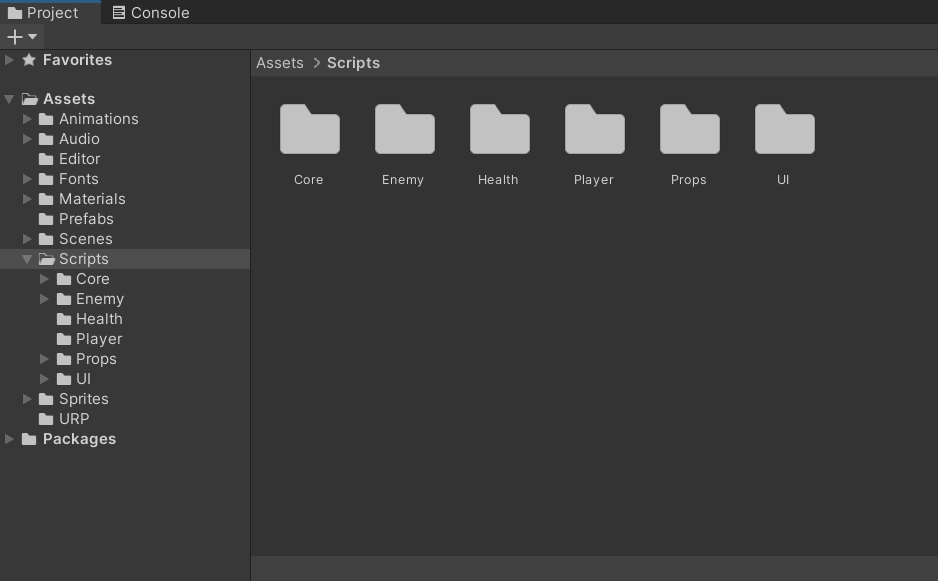 Project Console
Favorites
Assets
Animations
Audio
Editor
Fonts
Materials
Prefabs
Scenes
Scripts
Core
Enemy
Health
Player
Props
UI
Sprites
URP
Packages
Assets > Scripts
Core Enemy Health Player Props UI